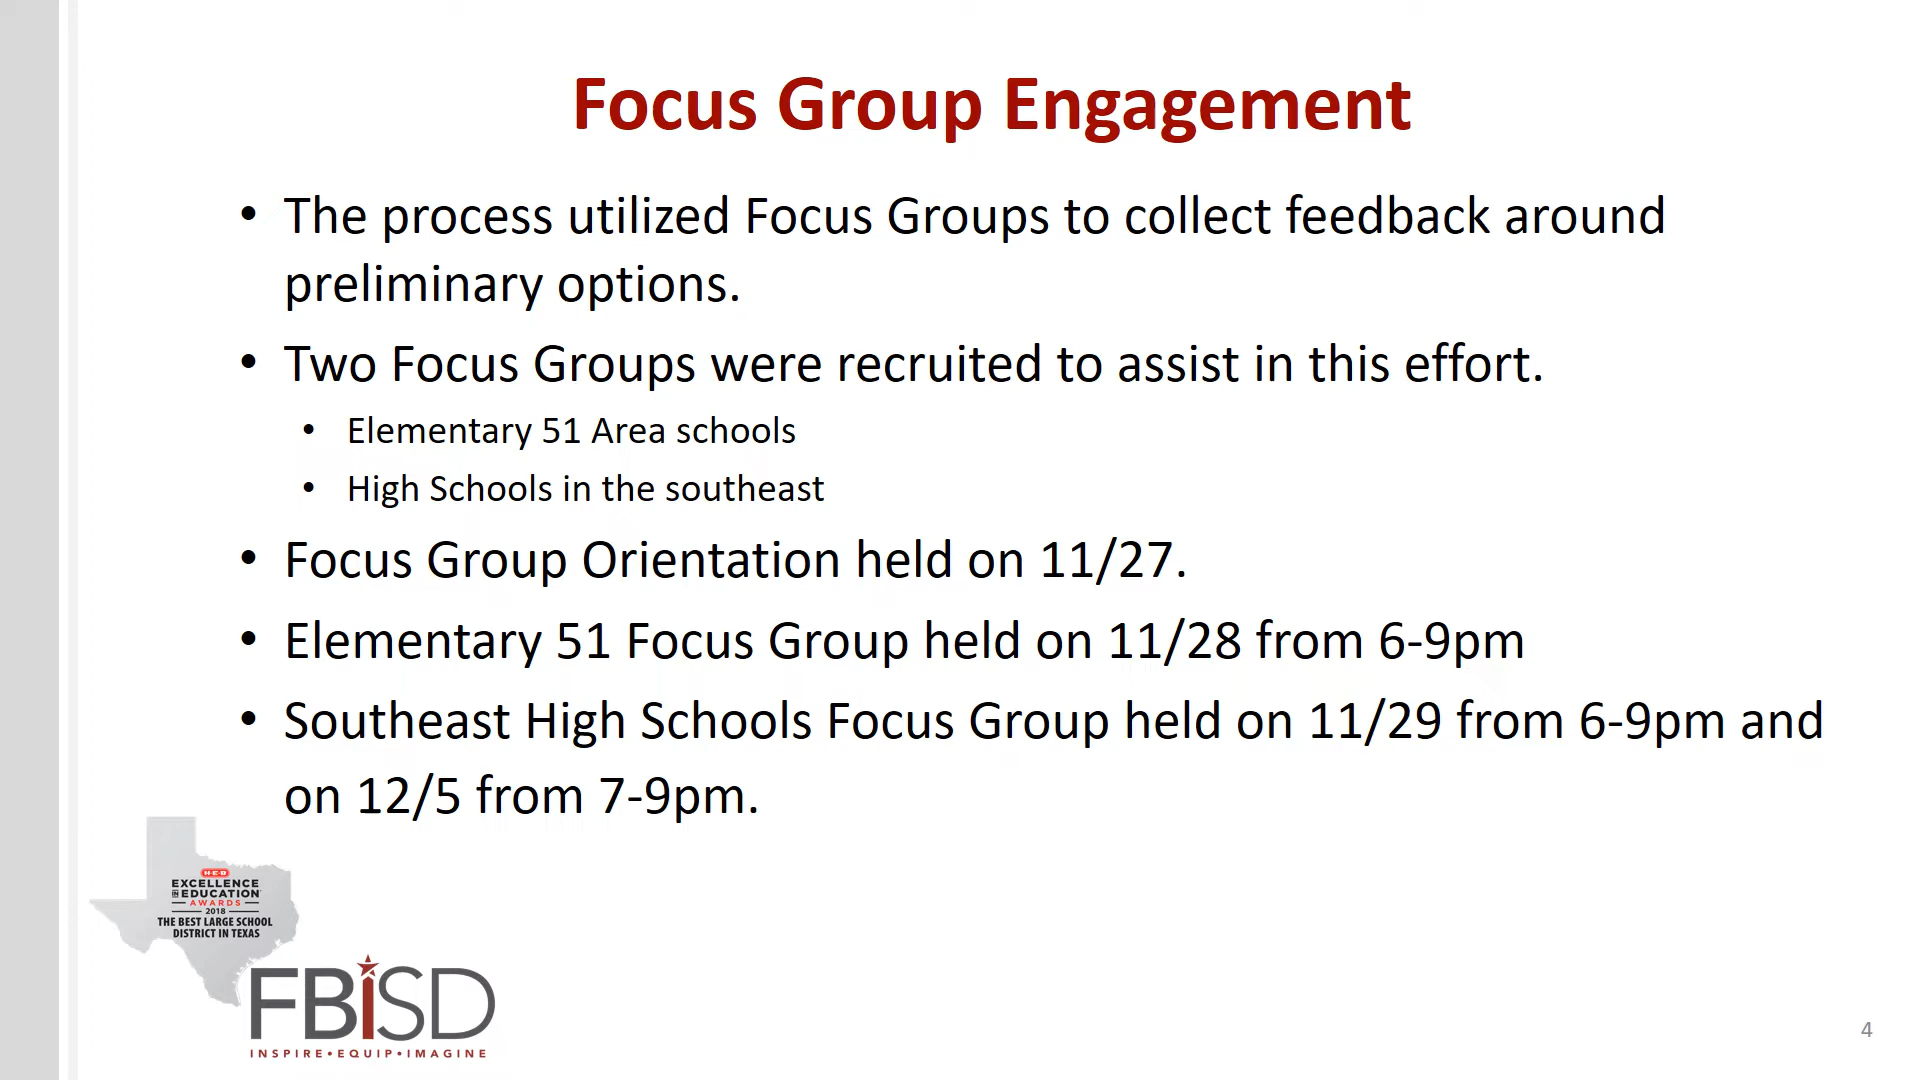 Focus Group Engagement
• The process utilized Focus Groups to collect feedback around
preliminary options.
• Two Focus Groups were recruited to assist in this effort.
• Elementary 51 Area schools
• High Schools in the southeast
• Focus Group Orientation held on 11/27.
• Elementary 51 Focus Group held on 11/28 from 6-9pm
• Southeast High Schools Focus Group held on 11/29 from 6-9pm and
on 12/5 from 7-9pm.
H-E-B
EXCELLENCE
IN EDUCATION
AWARDS
2018
THE BEST LARGE SCHOOL
DISTRICT IN TEXAS
FBiSD
INSPIRE•EQUIP•IMAGINE
4